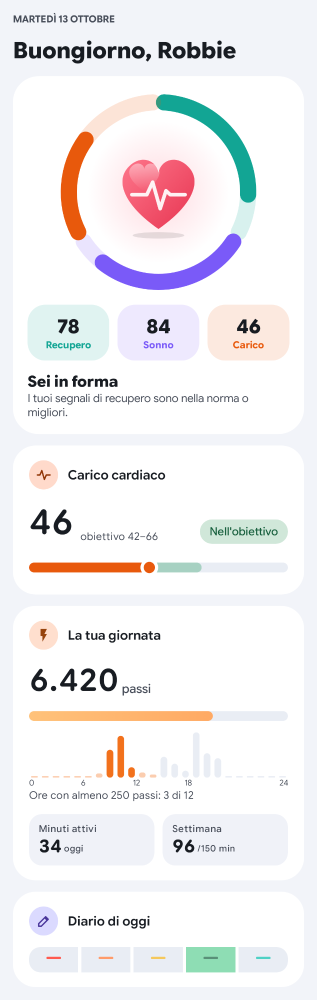 MARTEDÌ 13 OTTOBRE
Buongiorno, Robbie
78
Recupero
84
Sonno
46
Carico
Sei in forma
I tuoi segnali di recupero sono nella norma o
migliori.
Carico cardiaco
46 obiettivo 42–66
Nell'obiettivo
La tua giornata
6.420 passi
0 6 12 18 24
Ore con almeno 250 passi: 3 di 12
Minuti attivi
34 oggi
Settimana
96 /150 min
Diario di oggi